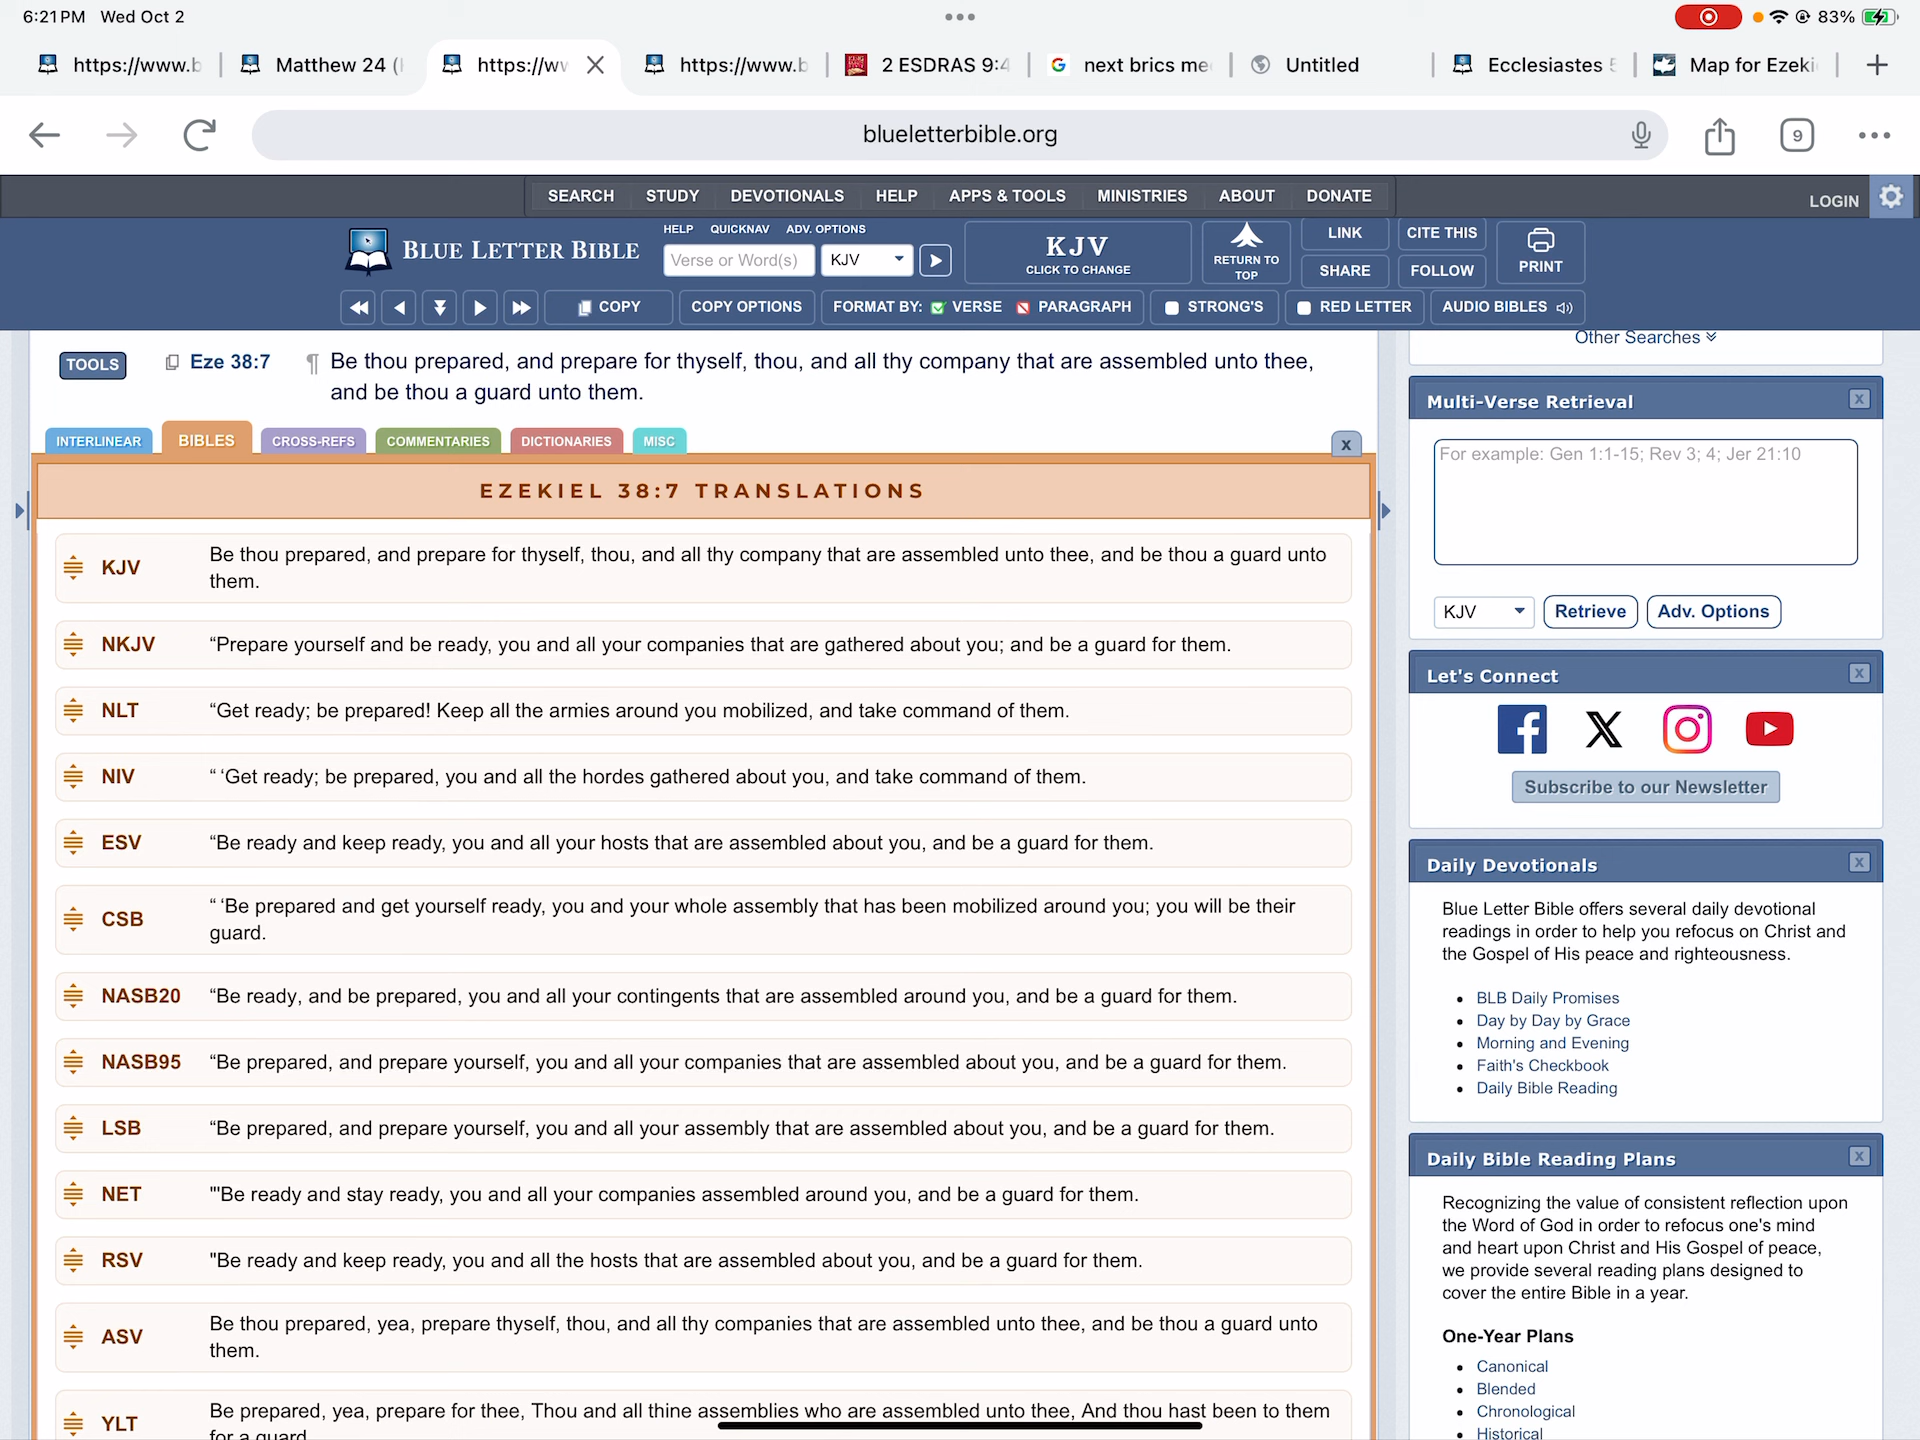 6:21 PM Wed Oct 2
83%
https://www.b
Matthew 24 (
https://ww
https://www.b
2 ESDRAS 9:4
next brics me
Untitled
Ecclesiastes 5
Map for Ezeki
blueletterbible.org
9
SEARCH STUDY DEVOTIONALS HELP APPS & TOOLS MINISTRIES ABOUT DONATE
LOGIN
BLUE LETTER BIBLE
HELP QUICKNAV ADV. OPTIONS
Verse or Word(s)
KJV
KJV
CLICK TO CHANGE
RETURN TO
TOP
LINK
CITE THIS
SHARE
FOLLOW
PRINT
COPY
COPY OPTIONS
FORMAT BY: VERSE PARAGRAPH
STRONG'S
RED LETTER
AUDIO BIBLES
TOOLS
Eze 38:7
¶ Be thou prepared, and prepare for thyself, thou, and all thy company that are assembled unto thee,
and be thou a guard unto them.
INTERLINEAR BIBLES CROSS-REFS COMMENTARIES DICTIONARIES MISC
x
EZEKIEL 38:7 TRANSLATIONS
KJV
Be thou prepared, and prepare for thyself, thou, and all thy company that are assembled unto thee, and be thou a guard unto
them.
NKJV
“Prepare yourself and be ready, you and all your companies that are gathered about you; and be a guard for them.
NLT
“Get ready; be prepared! Keep all the armies around you mobilized, and take command of them.
NIV
“ ‘Get ready; be prepared, you and all the hordes gathered about you, and take command of them.
ESV
“Be ready and keep ready, you and all your hosts that are assembled about you, and be a guard for them.
CSB
“ ‘Be prepared and get yourself ready, you and your whole assembly that has been mobilized around you; you will be their
guard.
NASB20
“Be ready, and be prepared, you and all your contingents that are assembled around you, and be a guard for them.
NASB95
“Be prepared, and prepare yourself, you and all your companies that are assembled about you, and be a guard for them.
LSB
“Be prepared, and prepare yourself, you and all your assembly that are assembled about you, and be a guard for them.
NET
"'Be ready and stay ready, you and all your companies assembled around you, and be a guard for them.
RSV
"Be ready and keep ready, you and all the hosts that are assembled about you, and be a guard for them.
ASV
Be thou prepared, yea, prepare thyself, thou, and all thy companies that are assembled unto thee, and be thou a guard unto
them.
YLT
Be prepared, yea, prepare for thee, Thou and all thine assemblies who are assembled unto thee, And thou hast been to them
for a guard
Other Searches
Multi-Verse Retrieval
x
For example: Gen 1:1-15; Rev 3; 4; Jer 21:10
KJV
Retrieve
Adv. Options
Let's Connect
x
Subscribe to our Newsletter
Daily Devotionals
x
Blue Letter Bible offers several daily devotional
readings in order to help you refocus on Christ and
the Gospel of His peace and righteousness.
BLB Daily Promises
Day by Day by Grace
Morning and Evening
Faith's Checkbook
Daily Bible Reading
Daily Bible Reading Plans
x
Recognizing the value of consistent reflection upon
the Word of God in order to refocus one's mind
and heart upon Christ and His Gospel of peace,
we provide several reading plans designed to
cover the entire Bible in a year.
One-Year Plans
Canonical
Blended
Chronological
Historical